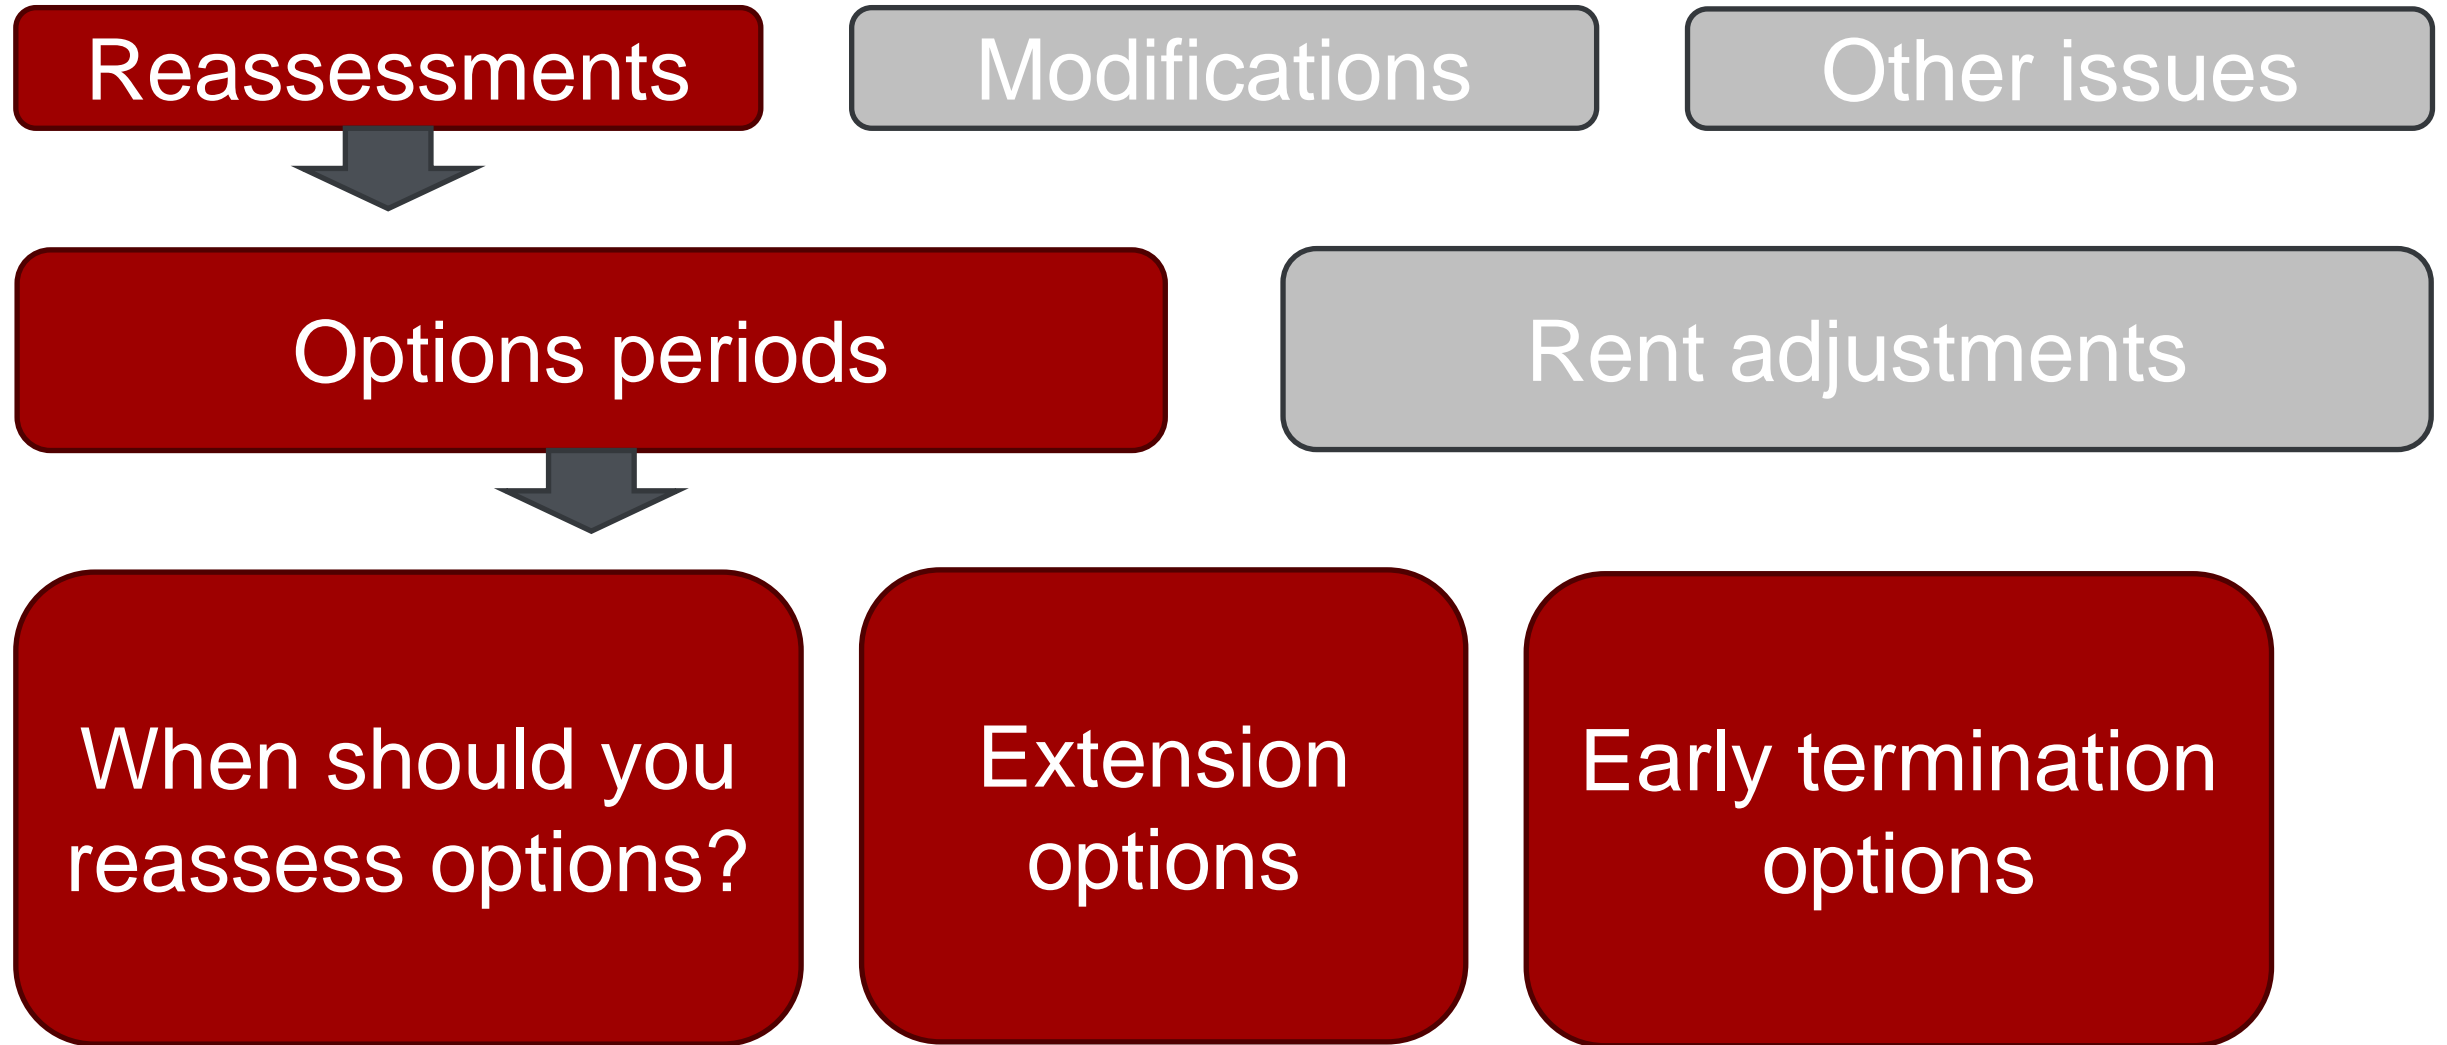 Reassessments
Modifications
Other issues
Options periods
Rent adjustments
When should you
reassess options?
Extension
options
Early termination
options